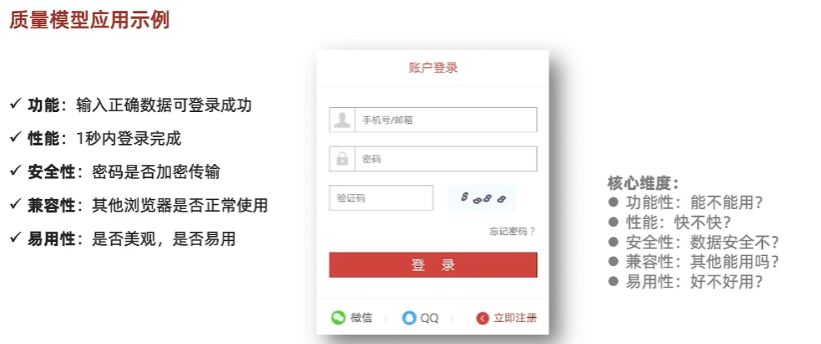 质量模型应用示例
✓ 功能：输入正确数据可登录成功
✓ 性能：1秒内登录完成
✓ 安全性：密码是否加密传输
✓ 兼容性：其他浏览器是否正常使用
✓ 易用性：是否美观，是否易用
账户登录
手机号/邮箱
密码
验证码
8688
忘记密码？
登 录
微信
QQ
立即注册
核心维度：
● 功能性：能不能用？
● 性能：快不快？
● 安全性：数据安全不？
● 兼容性：其他能用吗？
● 易用性：好不好用？